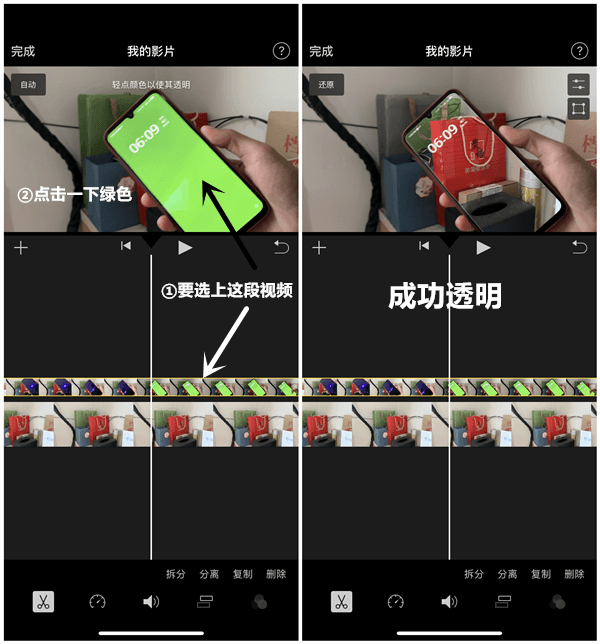 完成
我的影片
?
自动
轻点颜色以使其透明
06:09
②点击一下绿色
①要选上这段视频
拆分
分离
复制
删除
完成
我的影片
?
还原
06:09
成功透明
拆分
分离
复制
删除